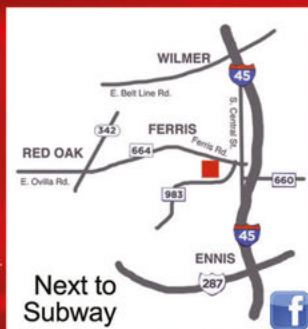 WILMER
45
E. Belt Line Rd.
S. Central St.
342
FERRIS
RED OAK
664
Ferris Rd.
E. Ovilla Rd.
983
660
45
ENNIS
287
Next to
Subway
f